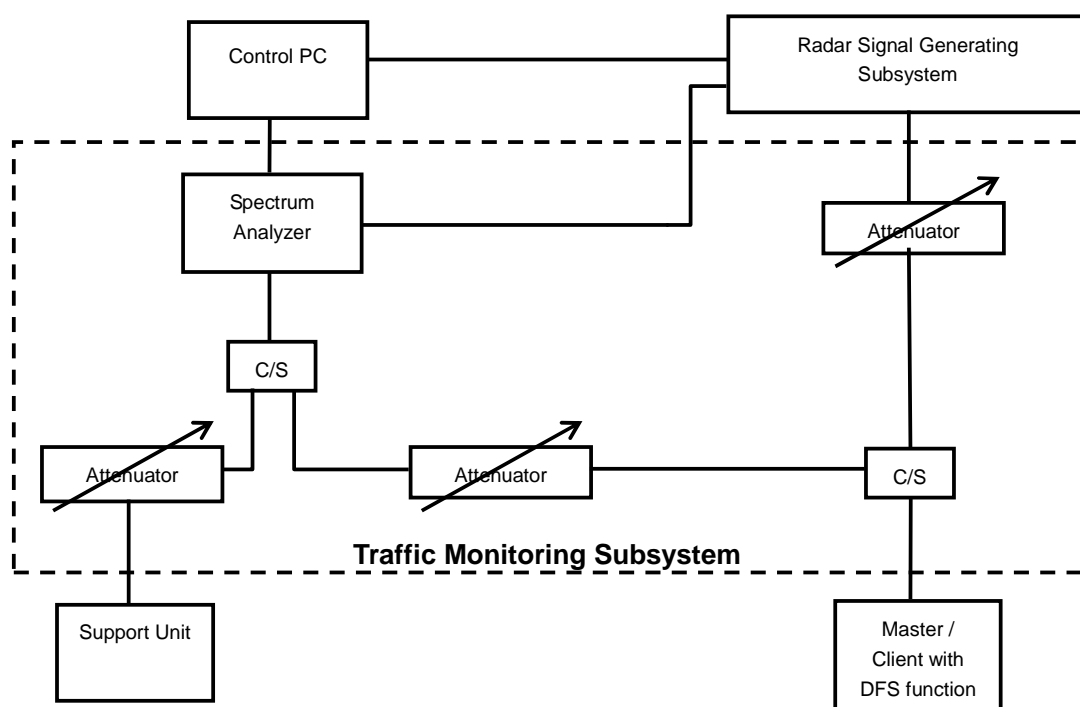 Control PC
Radar Signal Generating
Subsystem
Spectrum
Analyzer
Attenuator
C/S
Attenuator
Attenuator
C/S
Traffic Monitoring Subsystem
Support Unit
Master /
Client with
DFS function